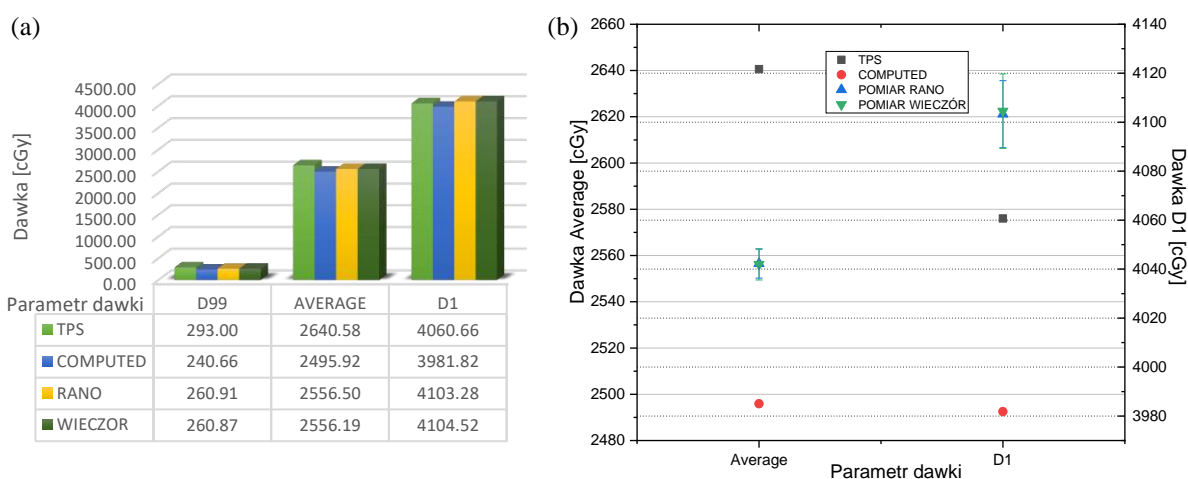 (a)
4500.00
4000.00
3500.00
3000.00
2500.00
2000.00
1500.00
1000.00
500.00
0.00
Dawka [cGy]
Parametr dawki D99 AVERAGE D1
TPS 293.00 2640.58 4060.66
COMPUTED 240.66 2495.92 3981.82
RANO 260.91 2556.50 4103.28
WIECZOR 260.87 2556.19 4104.52
(b)
2660
2640
2620
2600
2580
2560
2540
2520
2500
2480
Dawka Average [cGy]
TPS
COMPUTED
POMIAR RANO
POMIAR WIECZÓR
4140
4120
4100
4080
4060
4040
4020
4000
3980
Dawka D1 [cGy]
Average D1
Parametr dawki